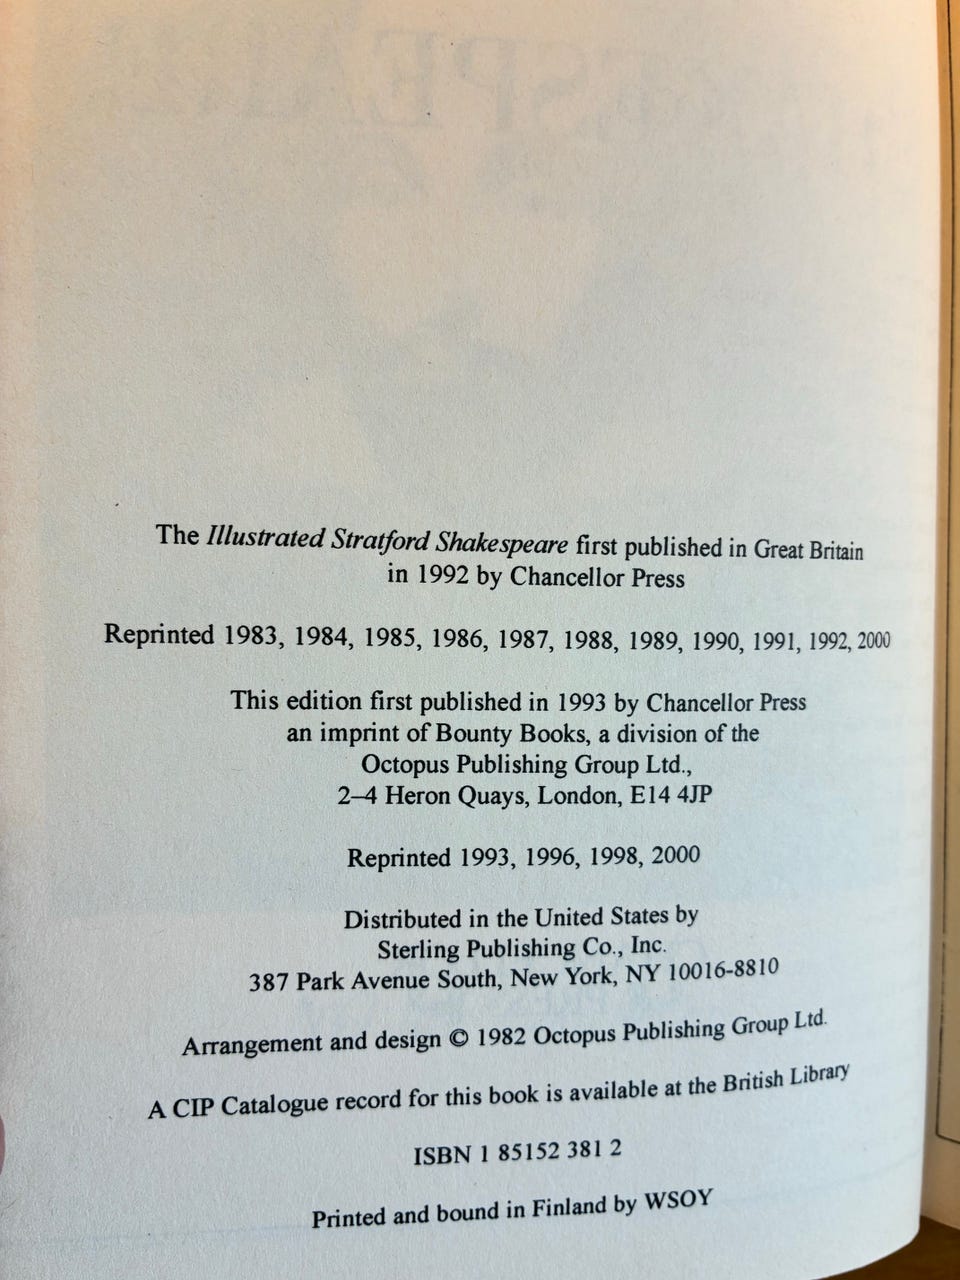 The Illustrated Stratford Shakespeare first published in Great Britain
in 1992 by Chancellor Press
Reprinted 1983, 1984, 1985, 1986, 1987, 1988, 1989, 1990, 1991, 1992, 2000
This edition first published in 1993 by Chancellor Press
an imprint of Bounty Books, a division of the
Octopus Publishing Group Ltd.,
2–4 Heron Quays, London, E14 4JP
Reprinted 1993, 1996, 1998, 2000
Distributed in the United States by
Sterling Publishing Co., Inc.
387 Park Avenue South, New York, NY 10016-8810
Arrangement and design © 1982 Octopus Publishing Group Ltd.
A CIP Catalogue record for this book is available at the British Library
ISBN 1 85152 381 2
Printed and bound in Finland by WSOY